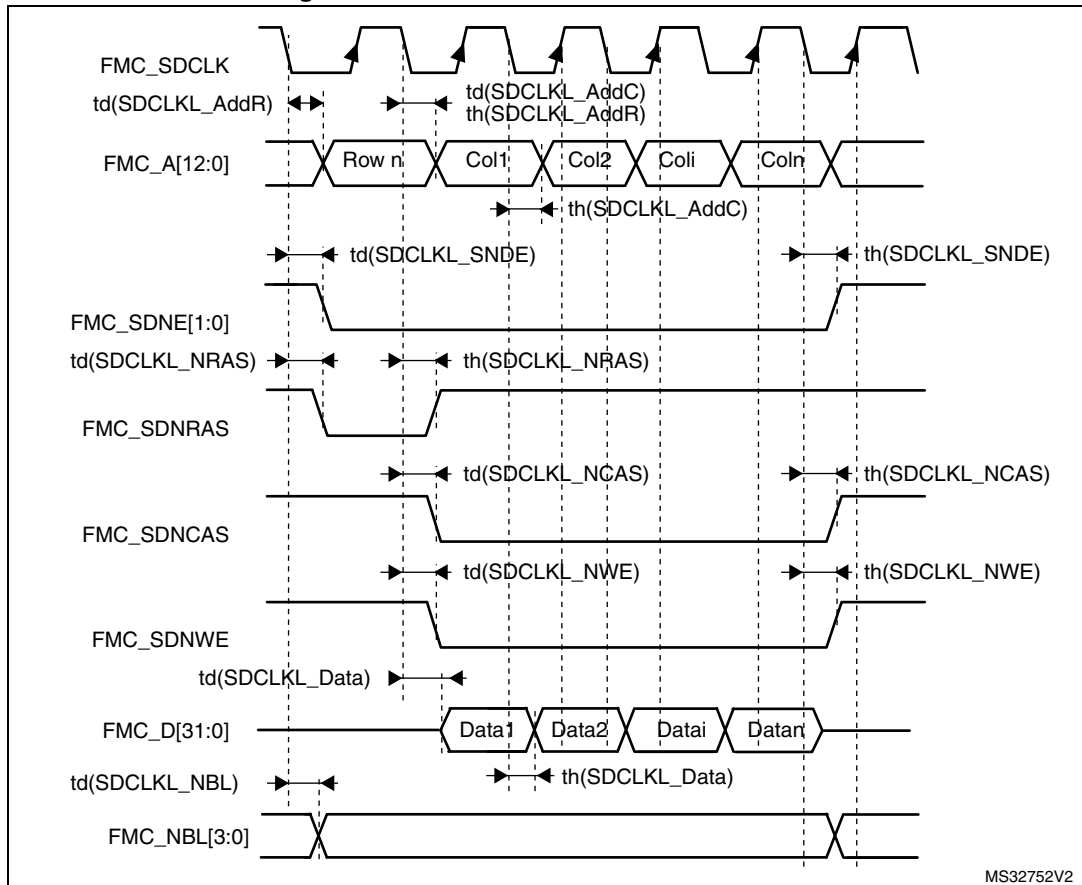 FMC_SDCLK
td(SDCLKL_AddR)
td(SDCLKL_AddC)
th(SDCLKL_AddR)
FMC_A[12:0]
Row n
Col1
Col2
Coli
Coln
th(SDCLKL_AddC)
td(SDCLKL_SNDE)
th(SDCLKL_SNDE)
FMC_SDNE[1:0]
td(SDCLKL_NRAS)
th(SDCLKL_NRAS)
FMC_SDNRAS
td(SDCLKL_NCAS)
th(SDCLKL_NCAS)
FMC_SDNCAS
td(SDCLKL_NWE)
th(SDCLKL_NWE)
FMC_SDNWE
td(SDCLKL_Data)
FMC_D[31:0]
Data1
Data2
Datai
Datan
td(SDCLKL_NBL)
th(SDCLKL_Data)
FMC_NBL[3:0]
MS32752V2